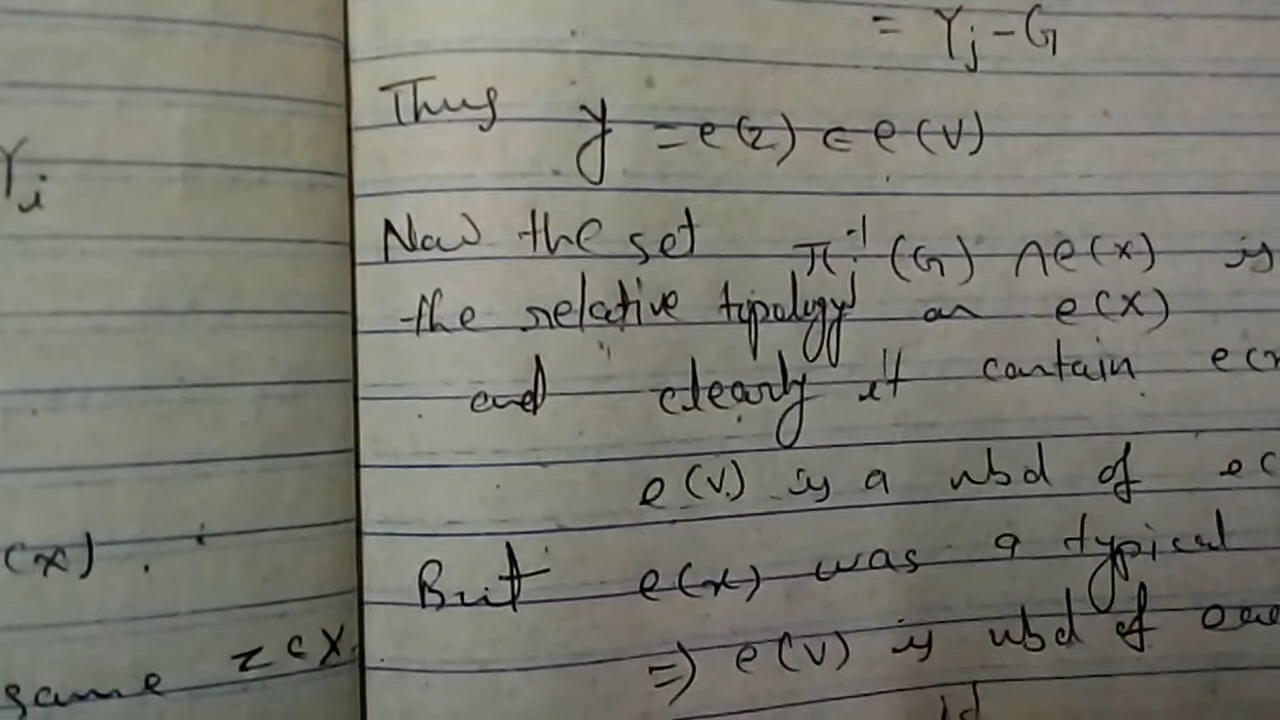 Y_i
(x) .
same z ∈ X
= Y_j - G
Thus y = e(z) ∈ e(V)
Now the set π_i^-1 (G) ∩ e(X) is
the relative topology on e(X)
and clearly it contain
e(V) is a nbd of
But e(x) was a typical
=> e(V) is nbd of